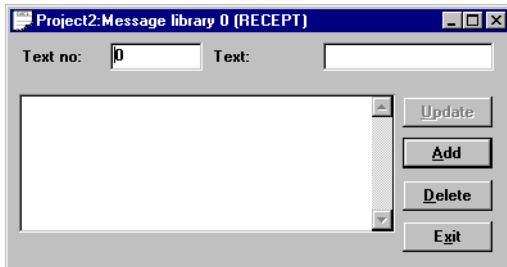 Project2:Message library 0 (RECEPT)
Text no: 0 Text:
Update
Add
Delete
Exit